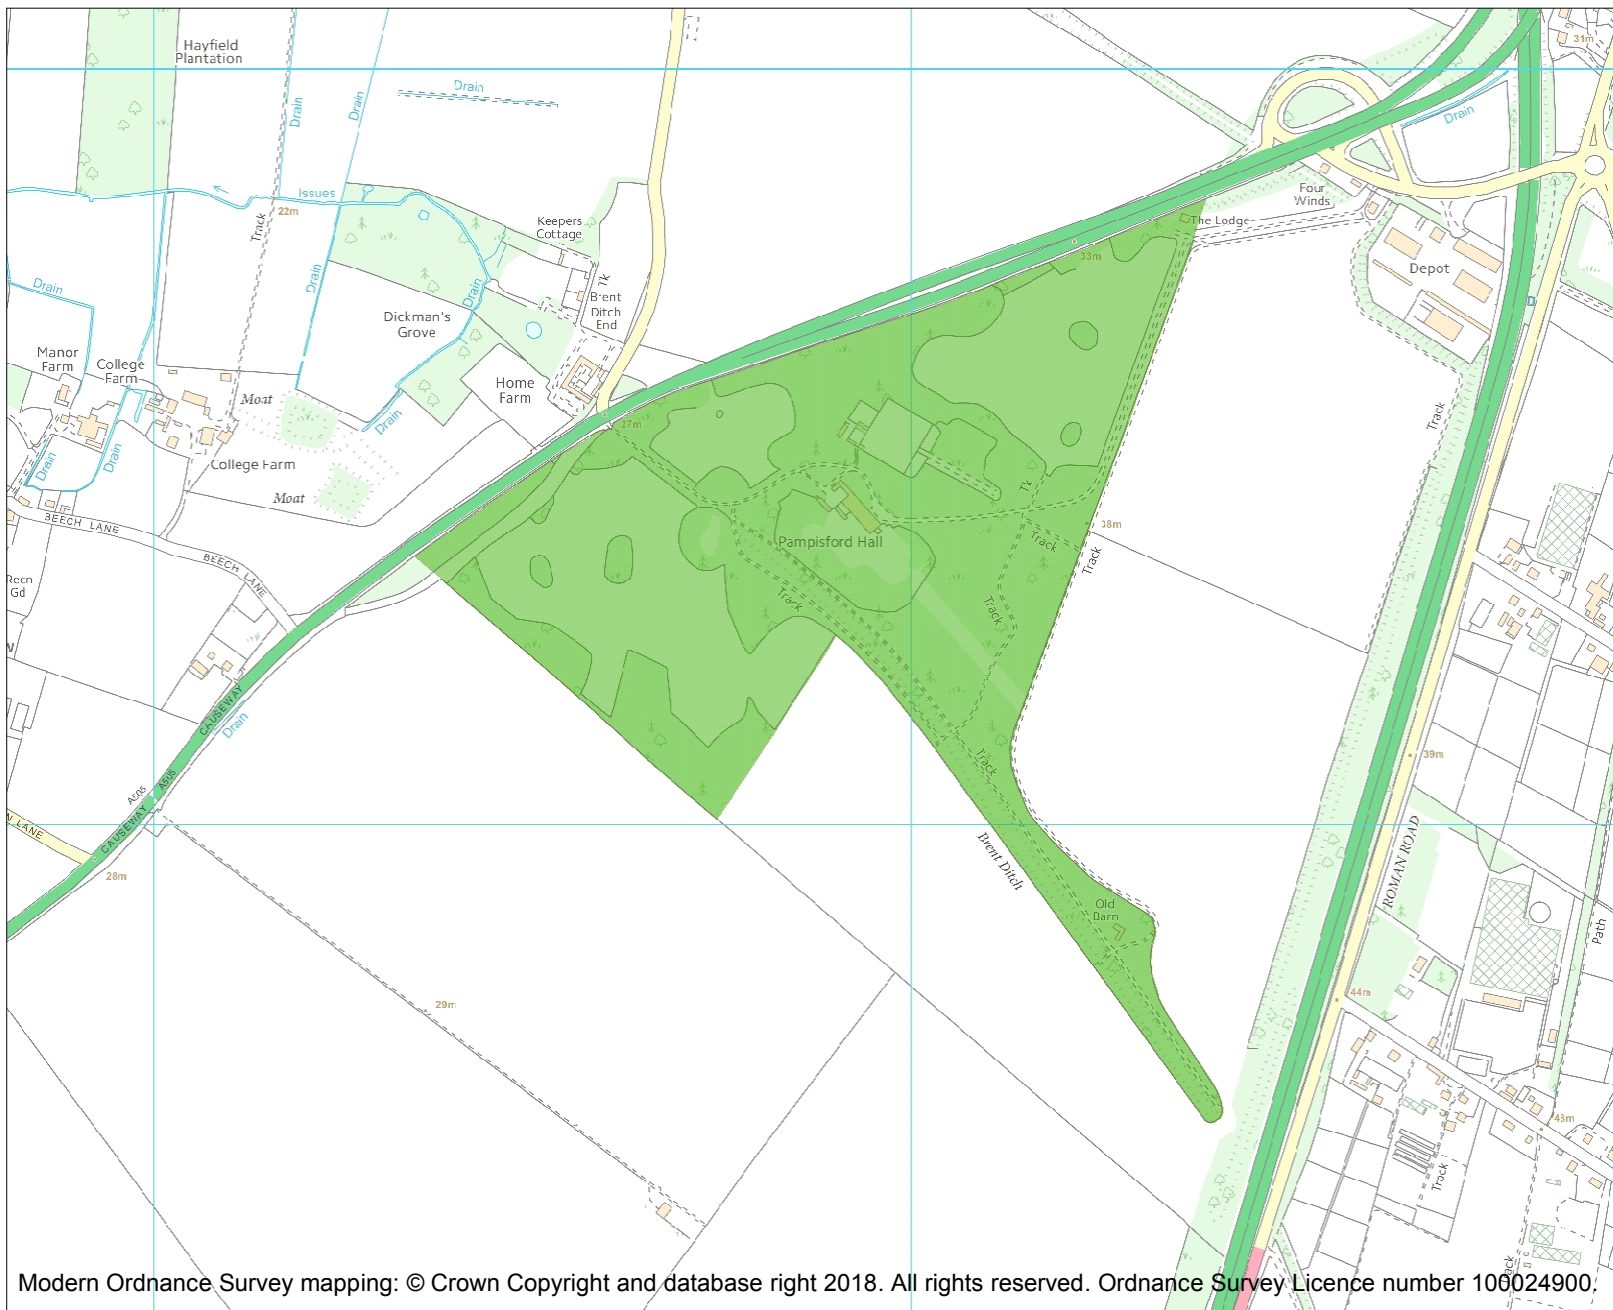 Hayfield
Plantation
Drain
Drain
Drain
31m
Drain
Issues
22m
Track
Keepers
Cottage
Four
Winds
The Lodge
33m
Depot
Drain
Drain
Drain
Tk
Brent
Ditch
End
Dickman's
Grove
Manor
Farm
College
Farm
Moat
Home
Farm
Drain
27m
Track
Drain
Drain
College Farm
Moat
BEECH LANE
BEECH LANE
Recn
Gd
Tk
38m
Track
Track
Pampisford Hall
Track
Track
CAUSEWAY
Drain
A505
A505
CAUSEWAY
N LANE
28m
Track
39m
Brent Ditch
ROMAN ROAD
Old
Barn
Path
29m
44m
43m
Track
Track
Modern Ordnance Survey mapping: © Crown Copyright and database right 2018. All rights reserved. Ordnance Survey Licence number 100024900.